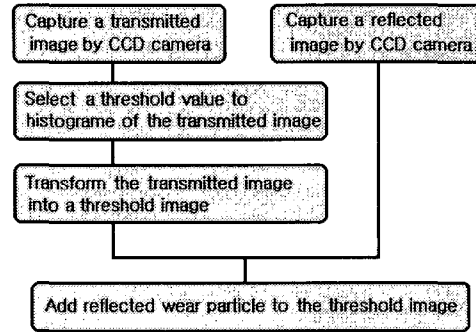 Capture a transmitted
image by CCD camera
Capture a reflected
image by CCD camera
Select a threshold value to
histograme of the transmitted image
Transform the transmitted image
into a threshold image
Add reflected wear particle to the threshold image